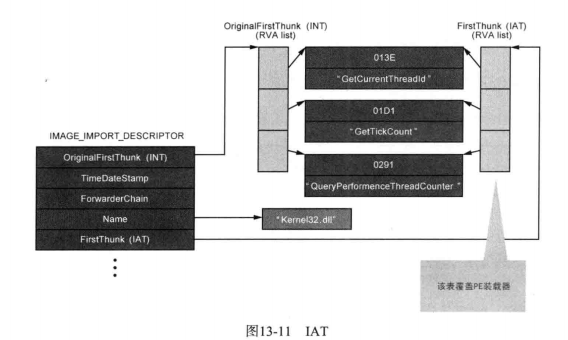 OriginalFirstThunk (INT)
(RVA list)
FirstThunk (IAT)
(RVA list)
013E
"GetCurrentThreadId"
01D1
"GetTickCount"
0291
"QueryPerformenceThreadCounter"
IMAGE_IMPORT_DESCRIPTOR
OriginalFirstThunk (INT)
TimeDateStamp
ForwarderChain
Name
FirstThunk (IAT)
"Kernel32.dll"
该表覆盖PE装载器
图13-11 IAT